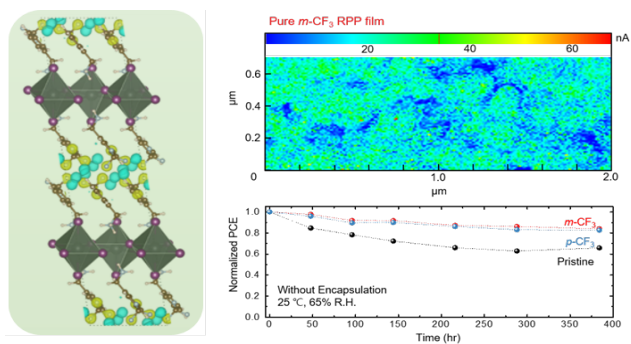 Pure m-CF3 RPP film
nA
20 40 60
μm
0.6
0.4
0.2
0
0 1.0 2.0
μm
Normalized PCE
1.0
0.8
0.6
0.4
0.2
0.0
m-CF3
p-CF3
Pristine
Without Encapsulation
25 ℃, 65% R.H.
0 50 100 150 200 250 300 350 400
Time (hr)